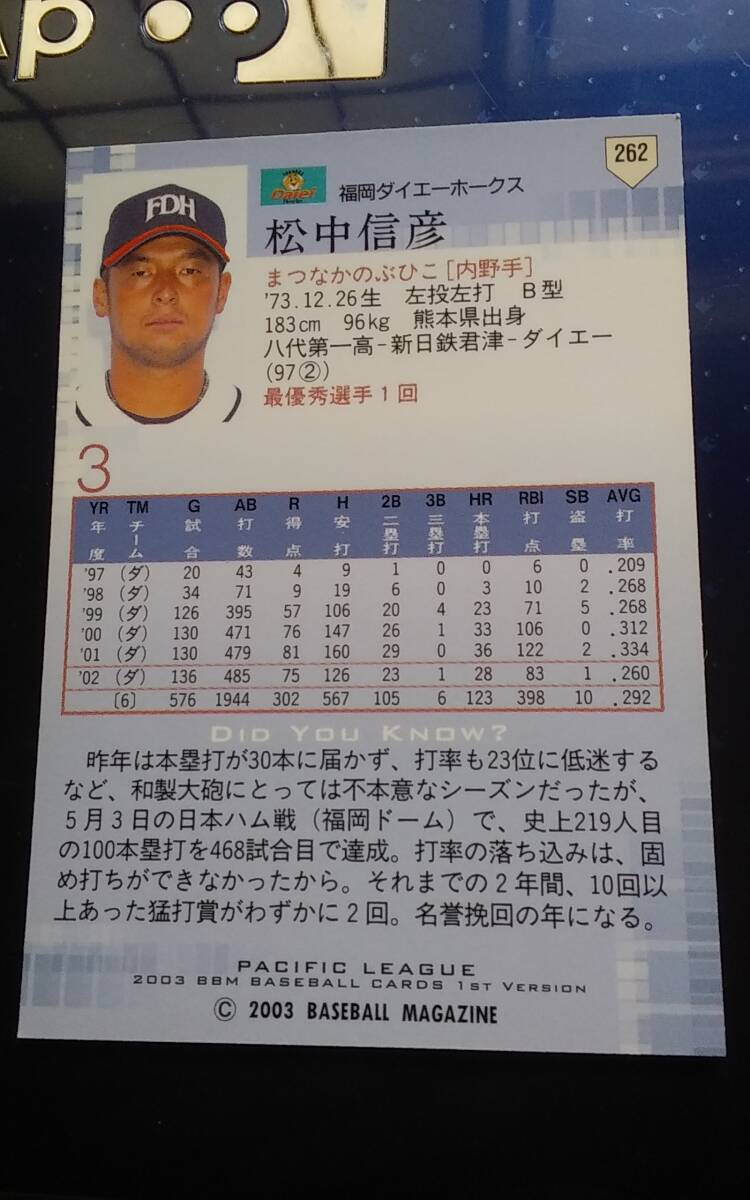 262
Daiei
福岡ダイエーホークス
FDH
松中信彦
まつなかのぶひこ［内野手］
'73.12.26生 左投左打 B型
183cm 96kg 熊本県出身
八代第一高-新日鉄君津-ダイエー
(97②)
最優秀選手1回
3
YR TM G AB R H 2B 3B HR RBI SB AVG
年度 チーム 試合 打数 得点 安打 二塁打 三塁打 本塁打 打点 盗塁 打率
'97 (ダ) 20 43 4 9 1 0 0 6 0 .209
'98 (ダ) 34 71 9 19 6 0 3 10 2 .268
'99 (ダ) 126 395 57 106 20 4 23 71 5 .268
'00 (ダ) 130 471 76 147 26 1 33 106 0 .312
'01 (ダ) 130 479 81 160 29 0 36 122 2 .334
'02 (ダ) 136 485 75 126 23 1 28 83 1 .260
〔6〕 576 1944 302 567 105 6 123 398 10 .292
DID YOU KNOW?
昨年は本塁打が30本に届かず、打率も23位に低迷する
など、和製大砲にとっては不本意なシーズンだったが、
5月3日の日本ハム戦（福岡ドーム）で、史上219人目
の100本塁打を468試合目で達成。打率の落ち込みは、固
め打ちができなかったから。それまでの2年間、10回以
上あった猛打賞がわずかに2回。名誉挽回の年になる。
PACIFIC LEAGUE
2003 BBM BASEBALL CARDS 1ST VERSION
© 2003 BASEBALL MAGAZINE